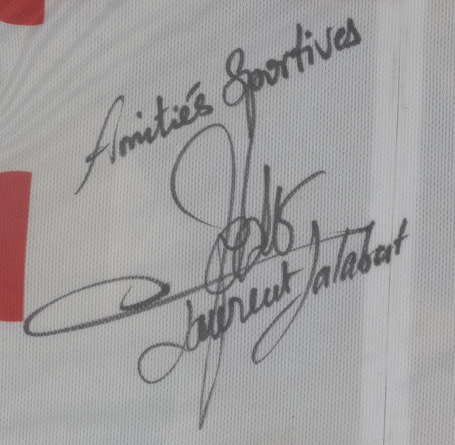 Amitiés Sportives
Laurent Jalabert